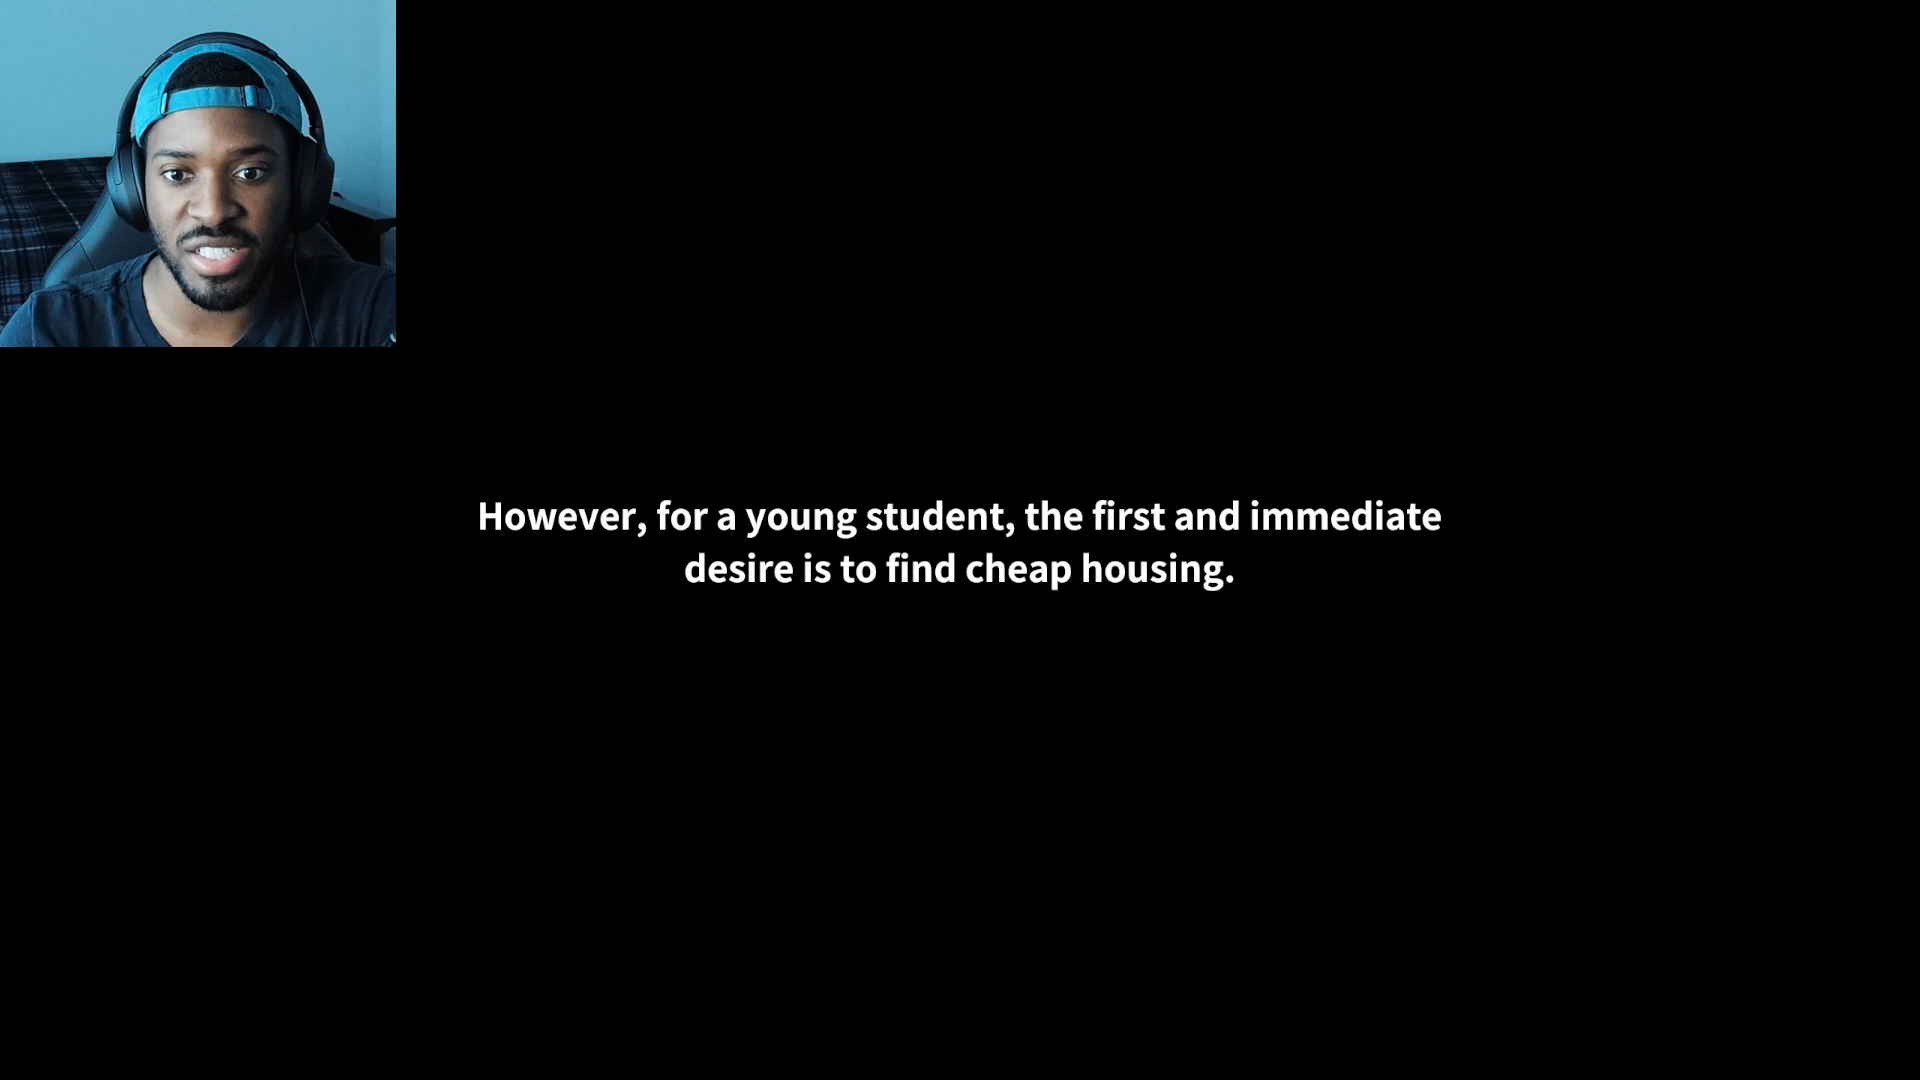 However, for a young student, the first and immediate
desire is to find cheap housing.